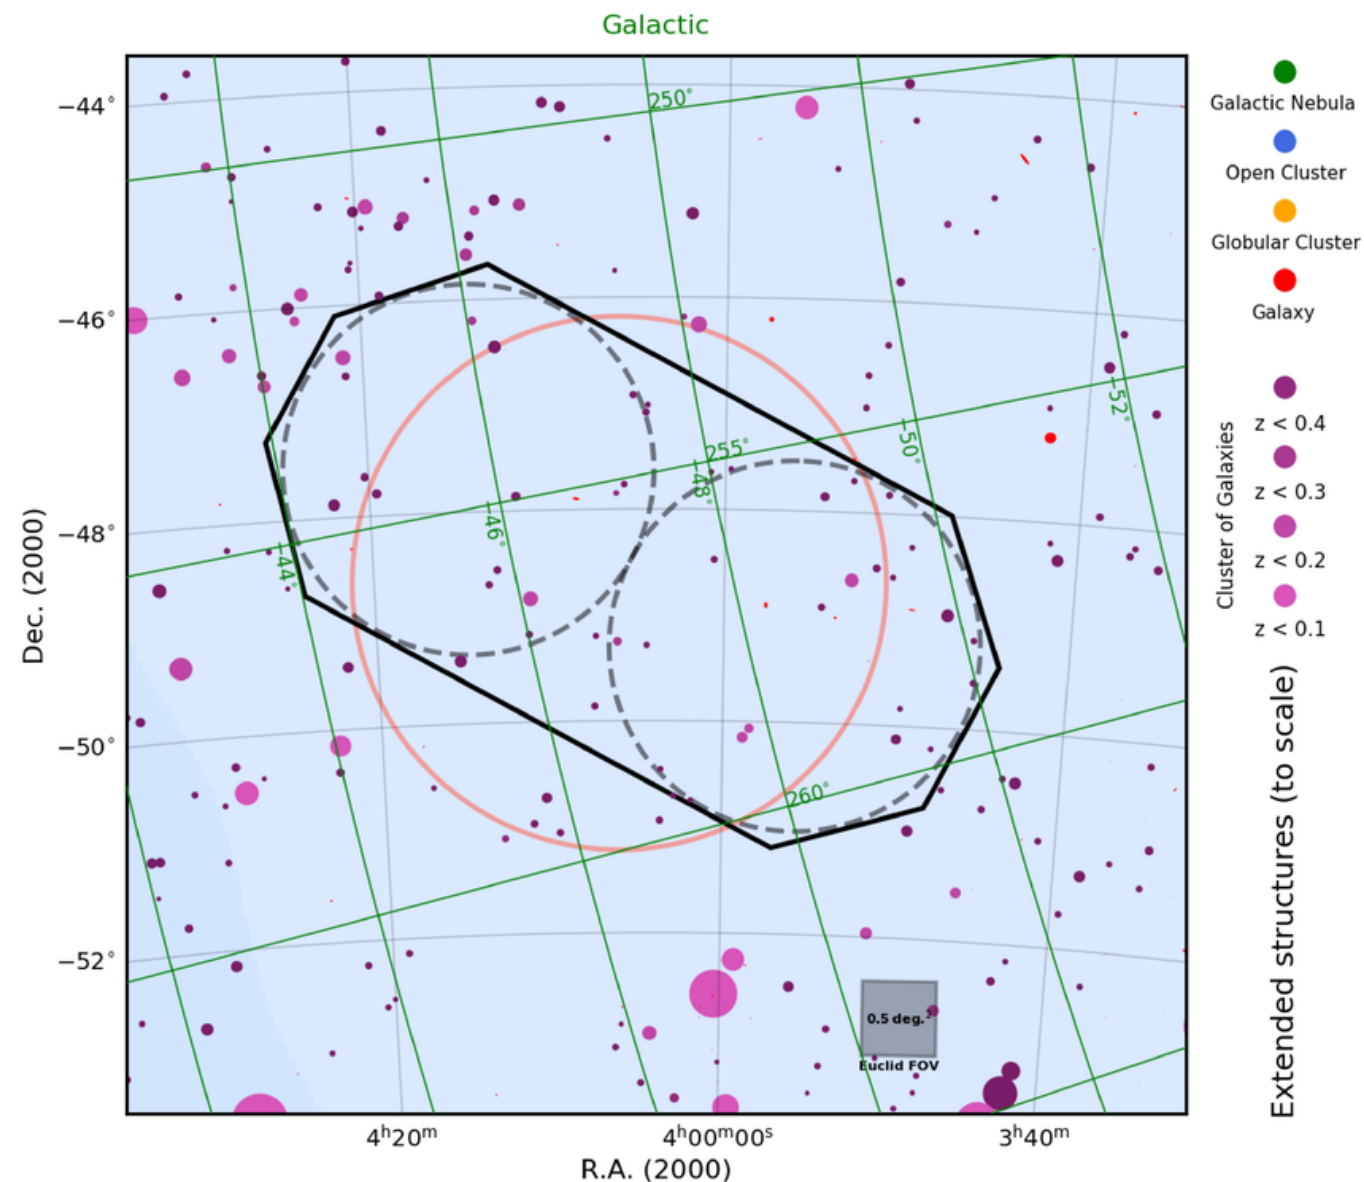 Galactic
−44°
−46°
−48°
−50°
−52°
Dec. (2000)
250°
255°
260°
−44°
−46°
−48°
−50°
−52°
0.5 deg.²
Euclid FOV
4ʰ20ᵐ
4ʰ00ᵐ00ˢ
3ʰ40ᵐ
R.A. (2000)
Galactic Nebula
Open Cluster
Globular Cluster
Galaxy
Cluster of Galaxies
z < 0.4
z < 0.3
z < 0.2
z < 0.1
Extended structures (to scale)